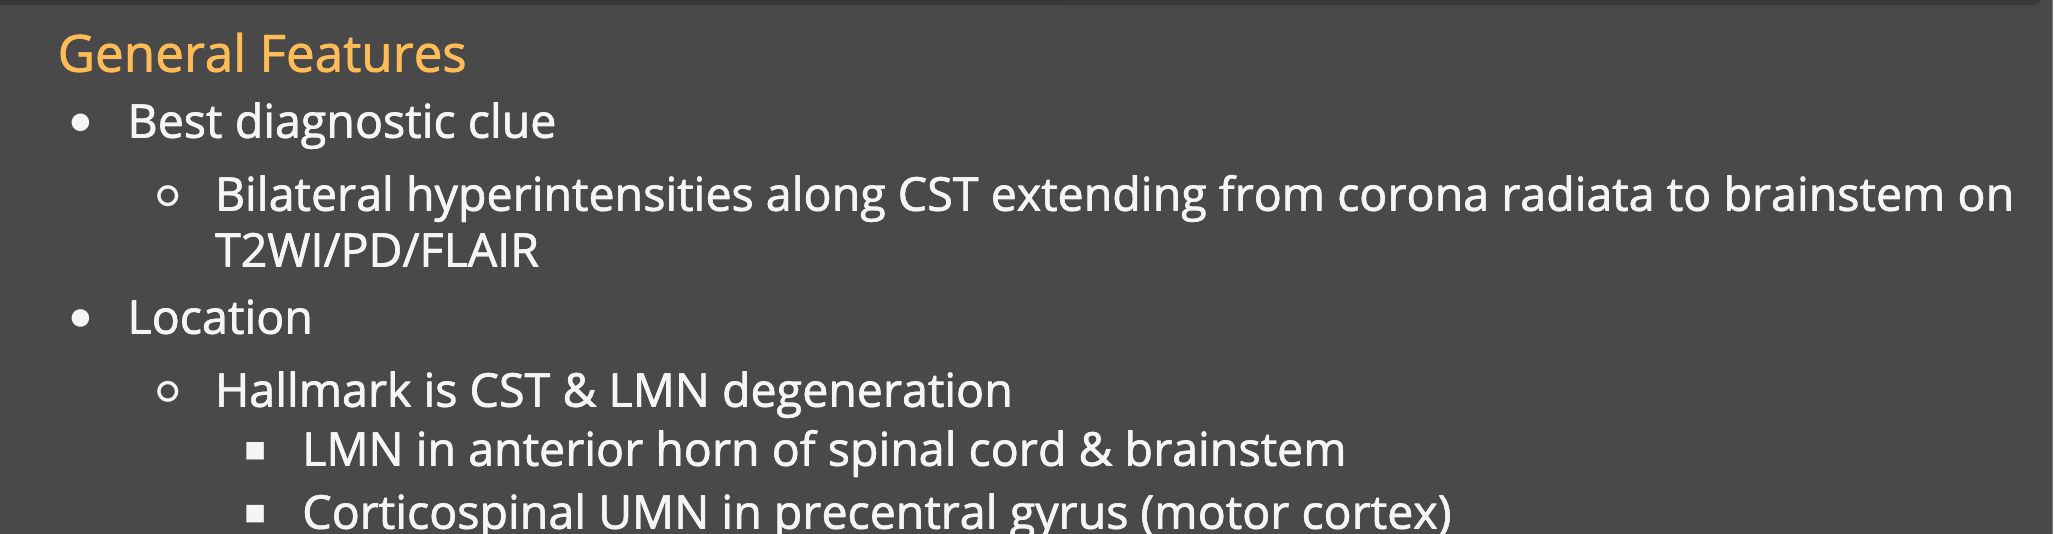 General Features
• Best diagnostic clue
○ Bilateral hyperintensities along CST extending from corona radiata to brainstem on
T2WI/PD/FLAIR
• Location
○ Hallmark is CST & LMN degeneration
▪ LMN in anterior horn of spinal cord & brainstem
▪ Corticospinal UMN in precentral gyrus (motor cortex)